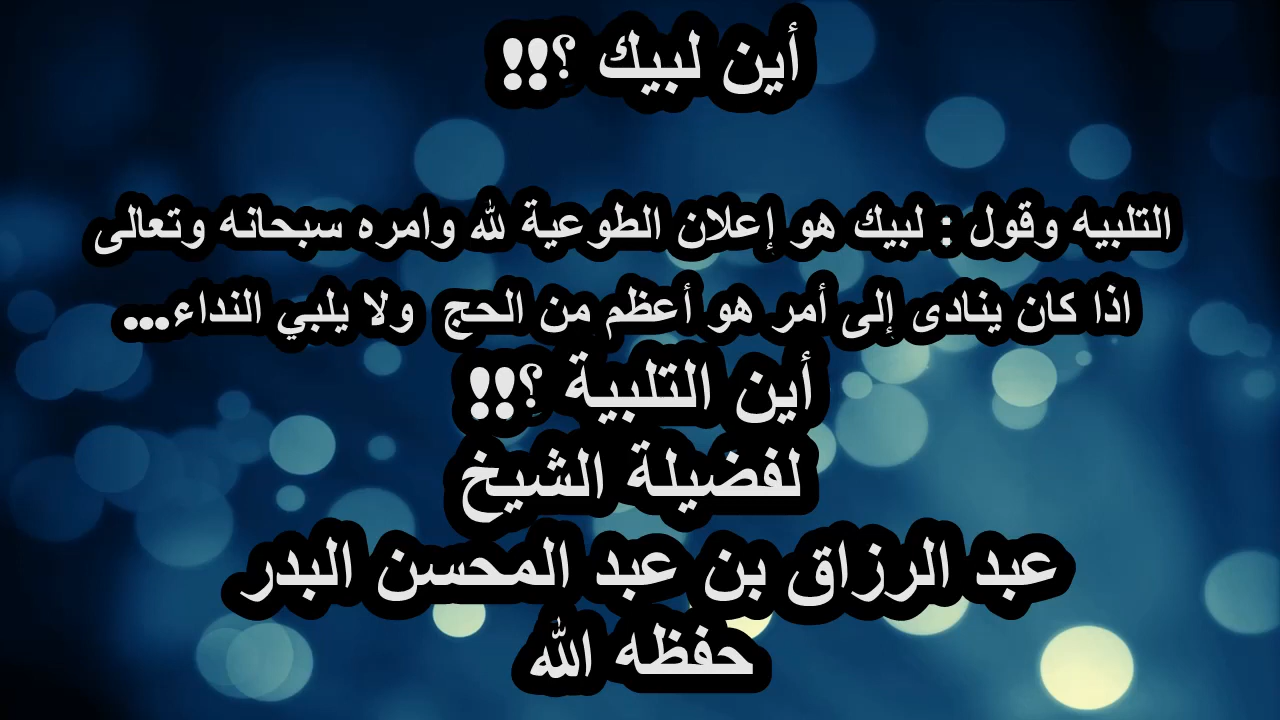 أين لبيك ؟!!
التلبيه وقول : لبيك هو إعلان الطوعية لله وامره سبحانه وتعالى
اذا كان ينادى إلى أمر هو أعظم من الحج ولا يلبي النداء...
أين التلبية ؟!!
لفضيلة الشيخ
عبد الرزاق بن عبد المحسن البدر
حفظه الله